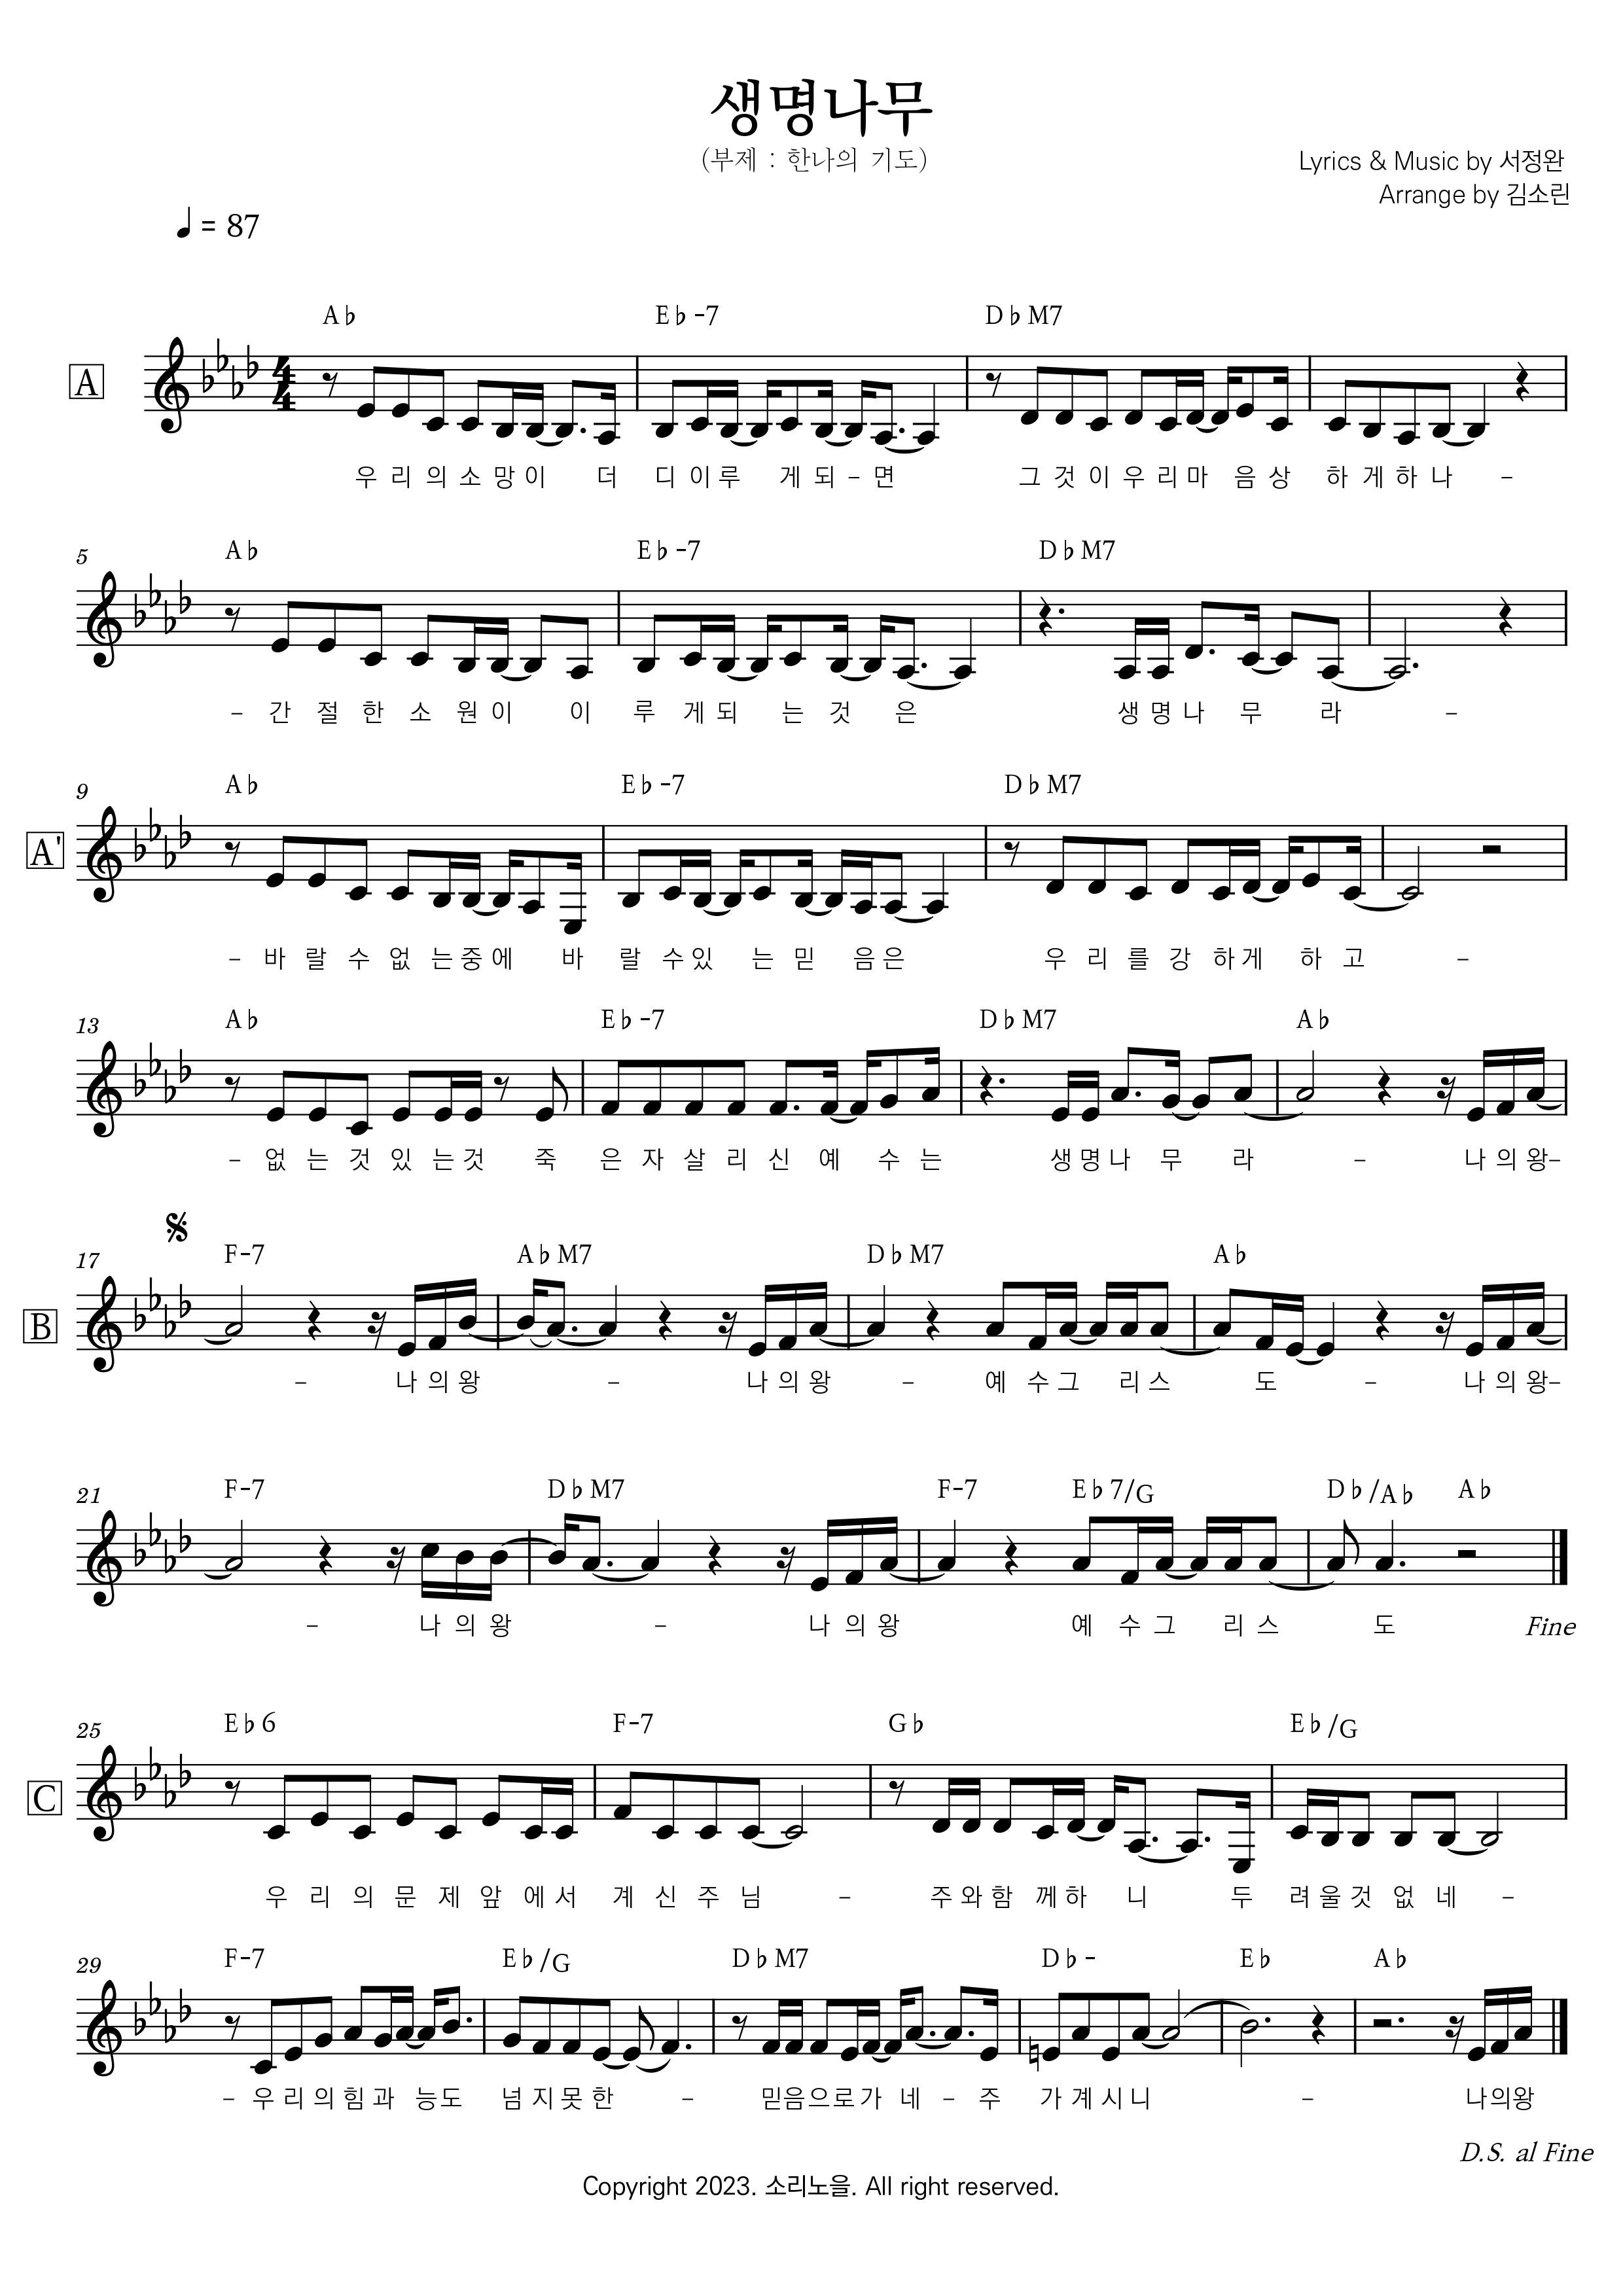 생명나무
(부제 : 한나의 기도)
Lyrics & Music by 서정완
Arrange by 김소린
♩ = 87
A♭ E♭-7 D♭M7
A
4/4
우 리 의 소 망 이 더 디 이 루 게 되 - 면 그 것 이 우 리 마 음 상 하 게 하 나 -
5 A♭ E♭-7 D♭M7
- 간 절 한 소 원 이 이 루 게 되 는 것 은 생 명 나 무 라 -
9 A♭ E♭-7 D♭M7
A'
- 바 랄 수 없 는 중 에 바 랄 수 있 는 믿 음 은 우 리 를 강 하 게 하 고 -
13 A♭ E♭-7 D♭M7 A♭
- 없 는 것 있 는 것 죽 은 자 살 리 신 예 수 는 생 명 나 무 라 - 나 의 왕-
17 F-7 A♭M7 D♭M7 A♭
B
- 나 의 왕 - 나 의 왕 - 예 수 그 리 스 도 - 나 의 왕-
21 F-7 D♭M7 F-7 E♭7/G D♭/A♭ A♭
- 나 의 왕 - 나 의 왕 예 수 그 리 스 도 Fine
25 E♭6 F-7 G♭ E♭/G
C
우 리 의 문 제 앞 에 서 계 신 주 님 - 주 와 함 께 하 니 두 려 울 것 없 네 -
29 F-7 E♭/G D♭M7 D♭- E♭ A♭
- 우 리 의 힘 과 능 도 넘 지 못 한 - 믿음으로가 네 - 주 가 계 시 니 - 나의왕
D.S. al Fine
Copyright 2023. 소리노을. All right reserved.